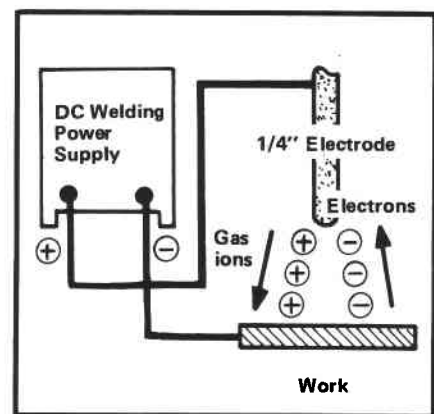 DC Welding
Power
Supply
1/4" Electrode
Electrons
+
−
Gas
ions
+ −
+ −
+ −
Work